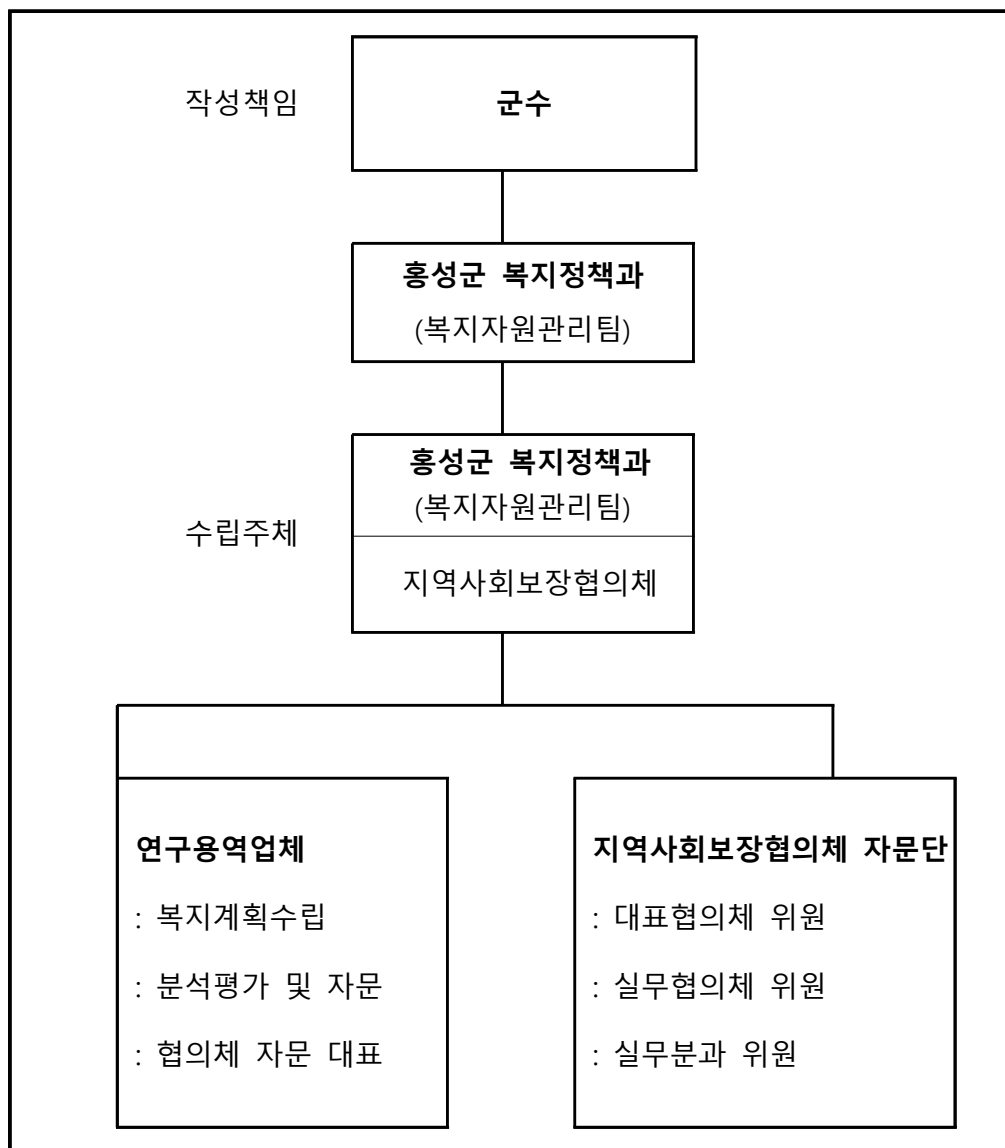 작성책임
군수
홍성군 복지정책과
(복지자원관리팀)
홍성군 복지정책과
(복지자원관리팀)
수립주체
지역사회보장협의체
연구용역업체
: 복지계획수립
: 분석평가 및 자문
: 협의체 자문 대표
지역사회보장협의체 자문단
: 대표협의체 위원
: 실무협의체 위원
: 실무분과 위원